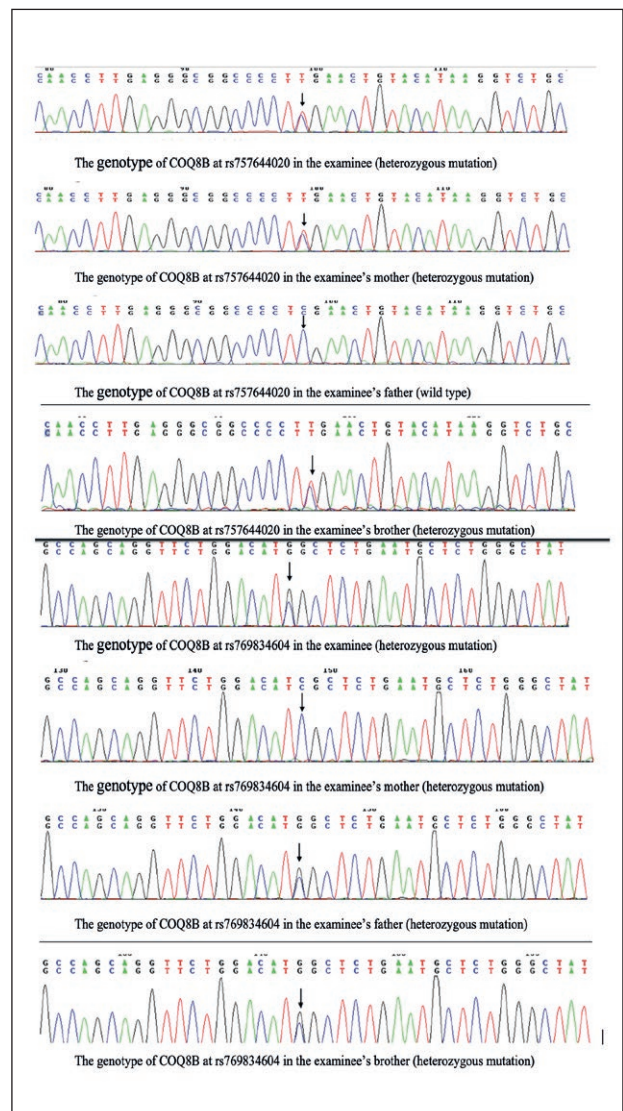 C A A C C T T G A G G G C G G C C C C T T G A A C T G T A C A T A A G G T C T G C
C A A C C T T G A G G G C G G C C C C T T G A A C T G T A C A T A A G G T C T G C
The genotype of COQ8B at rs757644020 in the examinee (heterozygous mutation)
C A A C C T T G A G G G C G G C C C C T T G A A C T G T A C A T A A G G T C T G C
C A A C C T T G A G G G C G G C C C C T T G A A C T G T A C A T A A G G T C T G C
The genotype of COQ8B at rs757644020 in the examinee's mother (heterozygous mutation)
C A A C C T T G A G G G C G G C C C C T C G A A C T G T A C A T A A G G T C T G C
C A A C C T T G A G G G C G G C C C C T C G A A C T G T A C A T A A G G T C T G C
The genotype of COQ8B at rs757644020 in the examinee's father (wild type)
C A A C C T T G A G G G C G G C C C C T T G A A C T G T A C A T A A G G T C T G C
C A A C C T T G A G G G C G G C C C C T T G A A C T G T A C A T A A G G T C T G C
The genotype of COQ8B at rs757644020 in the examinee's brother (heterozygous mutation)
G C C A G C A G G T T C T G G A C A T G G C T C T G A A T G C T C T G G G C T A T
G C C A G C A G G T T C T G G A C A T G G C T C T G A A T G C T C T G G G C T A T
The genotype of COQ8B at rs769834604 in the examinee (heterozygous mutation)
130 140 150 160
G C C A G C A G G T T C T G G A C A T C G C T C T G A A T G C T C T G G G C T A T
G C C A G C A G G T T C T G G A C A T C G C T C T G A A T G C T C T G G G C T A T
The genotype of COQ8B at rs769834604 in the examinee's mother (heterozygous mutation)
G C C A G C A G G T T C T G G A C A T G G C T C T G A A T G C T C T G G G C T A T
G C C A G C A G G T T C T G G A C A T G G C T C T G A A T G C T C T G G G C T A T
The genotype of COQ8B at rs769834604 in the examinee's father (heterozygous mutation)
G C C A G C A G G T T C T G G A C A T G G C T C T G A A T G C T C T G G G C T A T
G C C A G C A G G T T C T G G A C A T G G C T C T G A A T G C T C T G G G C T A T
The genotype of COQ8B at rs769834604 in the examinee's brother (heterozygous mutation)